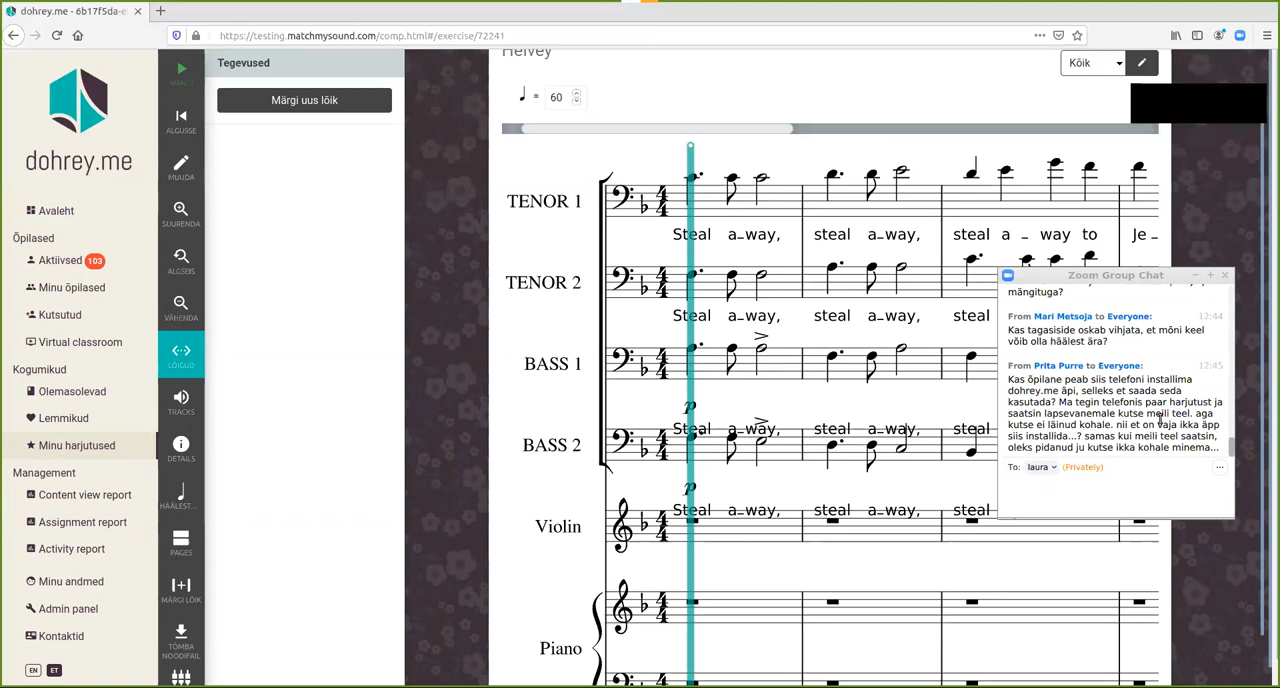 dohrey.me - 6b17f5da-e
https://testing.matchmysound.com/comp.html#/exercise/72241
dohrey.me
Avaleht
Õpilased
Aktiivsed 103
Minu õpilased
Kutsutud
Virtual classroom
Kogumikud
Olemasolevad
Lemmikud
Minu harjutused
Management
Content view report
Assignment report
Activity report
Minu andmed
Admin panel
Kontaktid
EN ET
MÄNGI
ALGUSSE
MUUDA
SUURENDA
ALGSEIS
VÄHENDA
LÕIGUD
TRACKS
DETAILS
HÄÄLEST...
PAGES
MÄRGI LÕIK
TÕMBA
NOODIFAIL
Tegevused
Märgi uus lõik
Helvey
Kõik
= 60
TENOR 1
Steal a-way, steal a-way, steal a - way to Je-
TENOR 2
Steal a-way, steal a-way, steal
BASS 1
p
Steal a-way, steal a-way, steal
BASS 2
p
Steal a-way, steal a-way, steal
Violin
Piano
Zoom Group Chat
mängituga?
From Mari Metsoja to Everyone: 12:44
Kas tagasiside oskab vihjata, et mõni keel
võib olla häälest ära?
From Prita Purre to Everyone: 12:45
Kas õpilane peab siis telefoni installima
dohrey.me äpi, selleks et saada seda
kasutada? Ma tegin telefonis paar harjutust ja
saatsin lapsevanemale kutse meili teel. aga
kutse ei läinud kohale. nii et on vaja ikka äpp
siis installida...? samas kui meili teel saatsin,
oleks pidanud ju kutse ikka kohale minema...
To: laura (Privately)